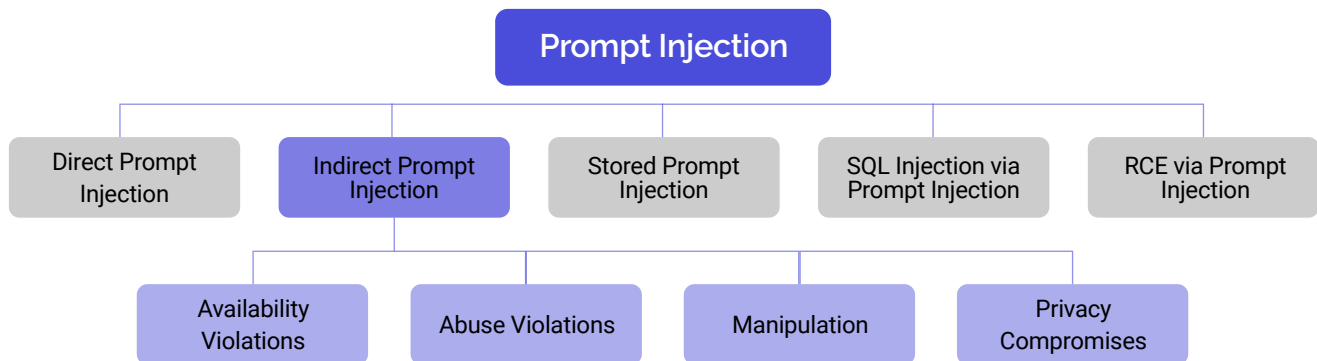 Prompt Injection
Direct Prompt
Injection
Indirect Prompt
Injection
Stored Prompt
Injection
SQL Injection via
Prompt Injection
RCE via Prompt
Injection
Availability
Violations
Abuse Violations
Manipulation
Privacy
Compromises